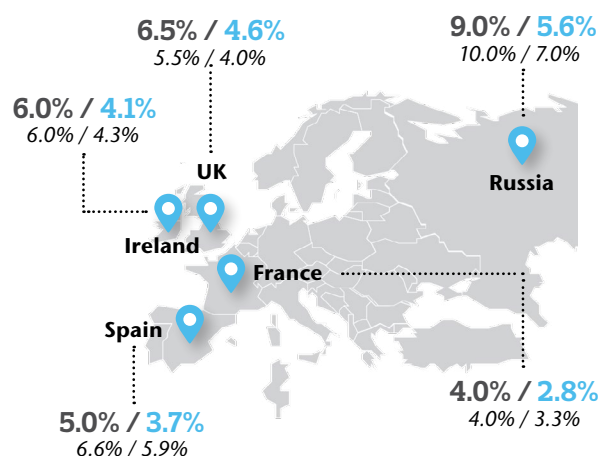 6.5% / 4.6%
5.5% / 4.0%
9.0% / 5.6%
10.0% / 7.0%
6.0% / 4.1%
6.0% / 4.3%
UK
Russia
Ireland
France
Spain
4.0% / 2.8%
4.0% / 3.3%
5.0% / 3.7%
6.6% / 5.9%